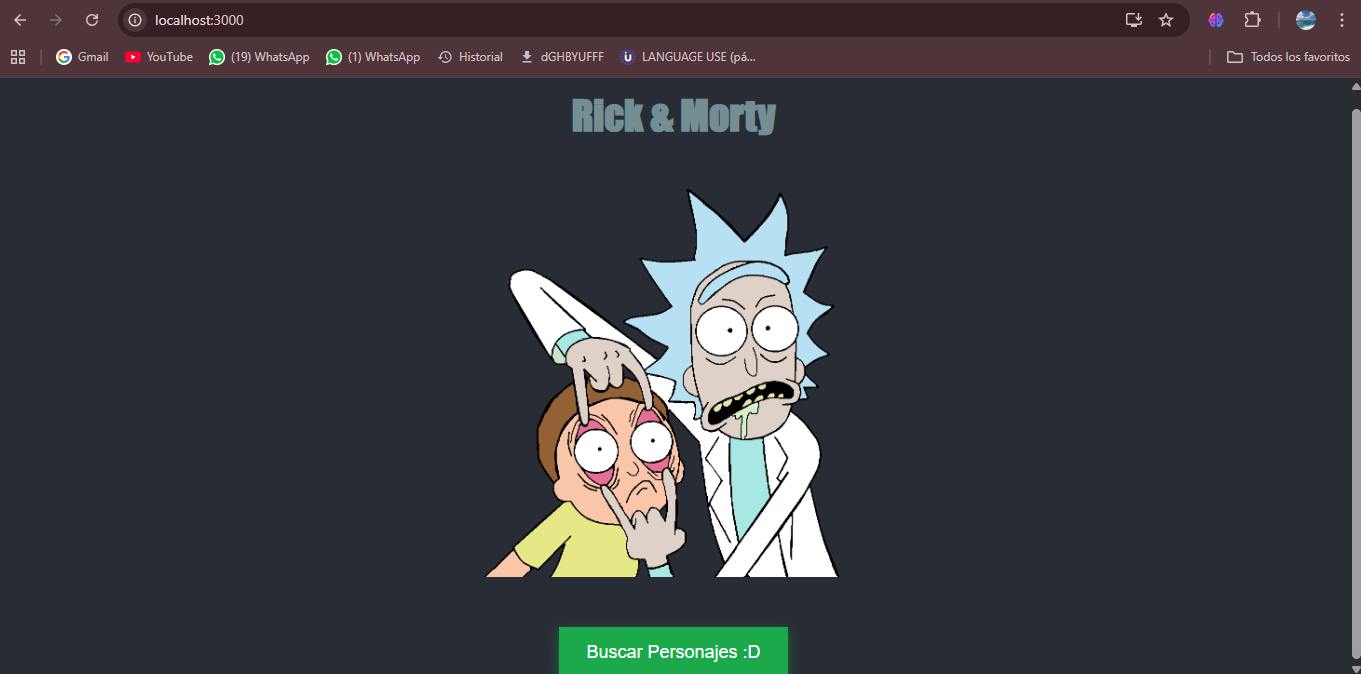 localhost:3000
Gmail
YouTube
(19) WhatsApp
(1) WhatsApp
Historial
dGHBYUFFF
LANGUAGE USE (pá...
Todos los favoritos
Rick & Morty
Buscar Personajes :D